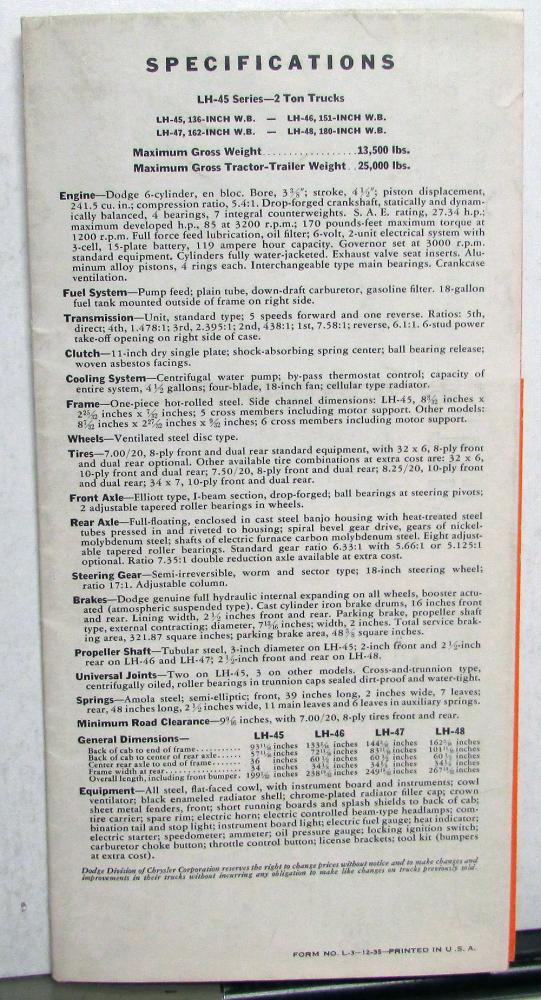 SPECIFICATIONS
LH-45 Series—2 Ton Trucks
LH-45, 136-INCH W.B. — LH-46, 151-INCH W.B.
LH-47, 162-INCH W.B. — LH-48, 180-INCH W.B.
Maximum Gross Weight..................13,500 lbs.
Maximum Gross Tractor-Trailer Weight..25,000 lbs.
Engine—Dodge 6-cylinder, en bloc. Bore, 3⅜"; stroke, 4½"; piston displacement,
241.5 cu. in.; compression ratio, 5.4:1. Drop-forged crankshaft, statically and dynam-
ically balanced, 4 bearings, 7 integral counterweights. S. A. E. rating, 27.34 h.p.;
maximum developed h.p., 85 at 3200 r.p.m.; 170 pounds-feet maximum torque at
1200 r.p.m. Full force feed lubrication, oil filter; 6-volt, 2-unit electrical system with
3-cell, 15-plate battery, 119 ampere hour capacity. Governor set at 3000 r.p.m.
standard equipment. Cylinders fully water-jacketed. Exhaust valve seat inserts. Alu-
minum alloy pistons, 4 rings each. Interchangeable type main bearings. Crankcase
ventilation.
Fuel System—Pump feed; plain tube, down-draft carburetor, gasoline filter. 18-gallon
fuel tank mounted outside of frame on right side.
Transmission—Unit, standard type; 5 speeds forward and one reverse. Ratios: 5th,
direct; 4th, 1.478:1; 3rd, 2.395:1; 2nd, 438:1; 1st, 7.58:1; reverse, 6.1:1. 6-stud power
take-off opening on right side of case.
Clutch—11-inch dry single plate; shock-absorbing spring center; ball bearing release;
woven asbestos facings.
Cooling System—Centrifugal water pump; by-pass thermostat control; capacity of
entire system, 4½ gallons; four-blade, 18-inch fan; cellular type radiator.
Frame—One-piece hot-rolled steel. Side channel dimensions: LH-45, inches x
inches x inches; 5 cross members including motor support. Other models:
inches x inches x inches; 6 cross members including motor support.
Wheels—Ventilated steel disc type.
Tires—7.00/20, 8-ply front and dual rear standard equipment, with 32 x 6, 8-ply front
and dual rear optional. Other available tire combinations at extra cost are: 32 x 6,
10-ply front and dual rear; 7.50/20, 8-ply front and dual rear; 8.25/20, 10-ply front
and dual rear; 34 x 7, 10-ply front and dual rear.
Front Axle—Elliott type, I-beam section, drop-forged; ball bearings at steering pivots;
2 adjustable tapered roller bearings in wheels.
Rear Axle—Full-floating, enclosed in cast steel banjo housing with heat-treated steel
tubes pressed in and riveted to housing; spiral bevel gear drive, gears of nickel-
molybdenum steel; shafts of electric furnace carbon molybdenum steel. Eight adjust-
able tapered roller bearings. Standard gear ratio 6.33:1 with 5.66:1 or 5.125:1
optional. Ratio 7.35:1 double reduction axle available at extra cost.
Steering Gear—Semi-irreversible, worm and sector type; 18-inch steering wheel;
ratio 17:1. Adjustable column.
Brakes—Dodge genuine full hydraulic internal expanding on all wheels, booster actu-
ated (atmospheric suspended type). Cast cylinder iron brake drums, 16 inches front
and rear. Lining width, 2½ inches front and rear. Parking brake, propeller shaft
type, external contracting; diameter, inches; width, 2 inches. Total service brak-
ing area, 321.87 square inches; parking brake area, square inches.
Propeller Shaft—Tubular steel, 3-inch diameter on LH-45; 2-inch front and 2½-inch
rear on LH-46 and LH-47; 2½-inch front and rear on LH-48.
Universal Joints—Two on LH-45, 3 on other models. Cross-and-trunnion type,
centrifugally oiled, roller bearings in trunnion caps sealed dirt-proof and water-tight.
Springs—Amola steel; semi-elliptic; front, 39 inches long, 2 inches wide, 7 leaves;
rear, 48 inches long, 2½ inches wide, 11 main leaves and 6 leaves in auxiliary springs.
Minimum Road Clearance— inches, with 7.00/20, 8-ply tires front and rear.
General Dimensions— LH-45 LH-46 LH-47 LH-48
Back of cab to end of frame........... inches inches inches inches
Back of cab to center of rear axle..... inches inches inches inches
Center rear axle to end of frame..... 36 inches 60½ inches 60½ inches 60½ inches
Frame width at rear................... 34 inches inches inches inches
Overall length, including front bumper. inches inches inches inches
Equipment—All steel, flat-faced cowl, with instrument board and instruments; cowl
ventilator; black enameled radiator shell; chrome-plated radiator filler cap; crown
sheet metal fenders, front; short running boards and splash shields to back of cab;
tire carrier; spare rim; electric horn; electric controlled beam-type headlamps; com-
bination tail and stop light; instrument board light; electric fuel gauge; heat indicator;
electric starter; speedometer; ammeter; oil pressure gauge; locking ignition switch;
carburetor choke button; throttle control button; license brackets; tool kit (bumpers
at extra cost).
Dodge Division of Chrysler Corporation reserves the right to change prices without notice and to make changes and
improvements in their trucks without incurring any obligation to make like changes on trucks previously sold.
FORM NO. L-3—12-35—PRINTED IN U.S.A.